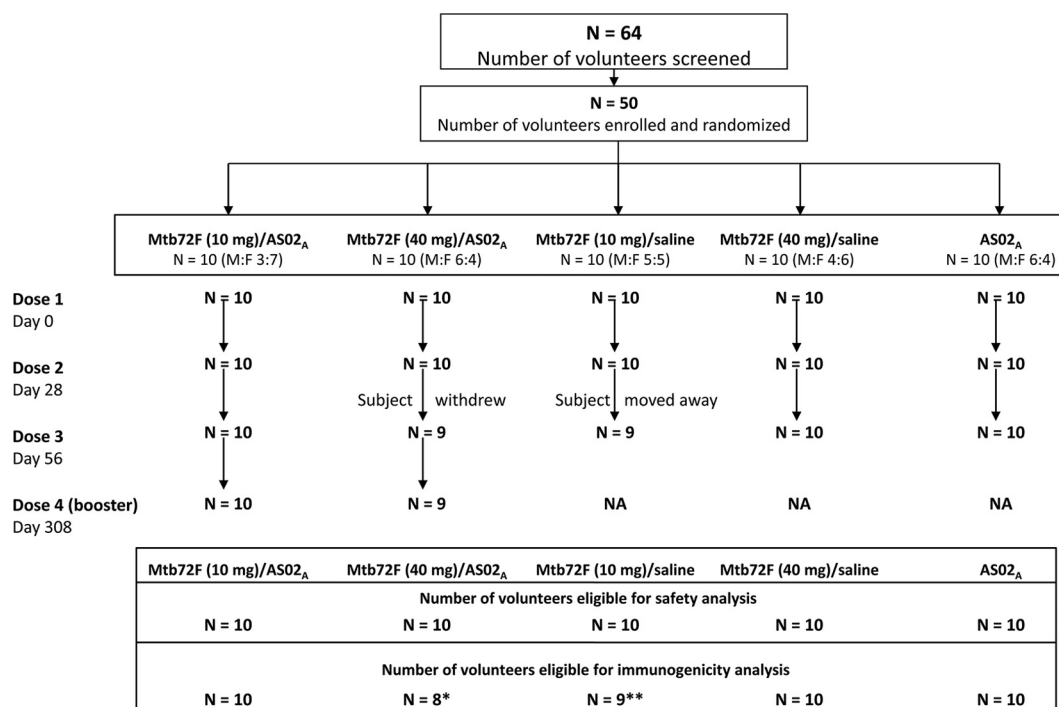 N = 64
Number of volunteers screened
N = 50
Number of volunteers enrolled and randomized
Mtb72F (10 mg)/AS02A Mtb72F (40 mg)/AS02A Mtb72F (10 mg)/saline Mtb72F (40 mg)/saline AS02A
N = 10 (M:F 3:7) N = 10 (M:F 6:4) N = 10 (M:F 5:5) N = 10 (M:F 4:6) N = 10 (M:F 6:4)
Dose 1 N = 10 N = 10 N = 10 N = 10 N = 10
Day 0
Dose 2 N = 10 N = 10 N = 10 N = 10 N = 10
Day 28
Subject withdrew Subject moved away
Dose 3 N = 10 N = 9 N = 9 N = 10 N = 10
Day 56
Dose 4 (booster) N = 10 N = 9 NA NA NA
Day 308
Mtb72F (10 mg)/AS02A Mtb72F (40 mg)/AS02A Mtb72F (10 mg)/saline Mtb72F (40 mg)/saline AS02A
Number of volunteers eligible for safety analysis
N = 10 N = 10 N = 10 N = 10 N = 10
Number of volunteers eligible for immunogenicity analysis
N = 10 N = 8* N = 9** N = 10 N = 10